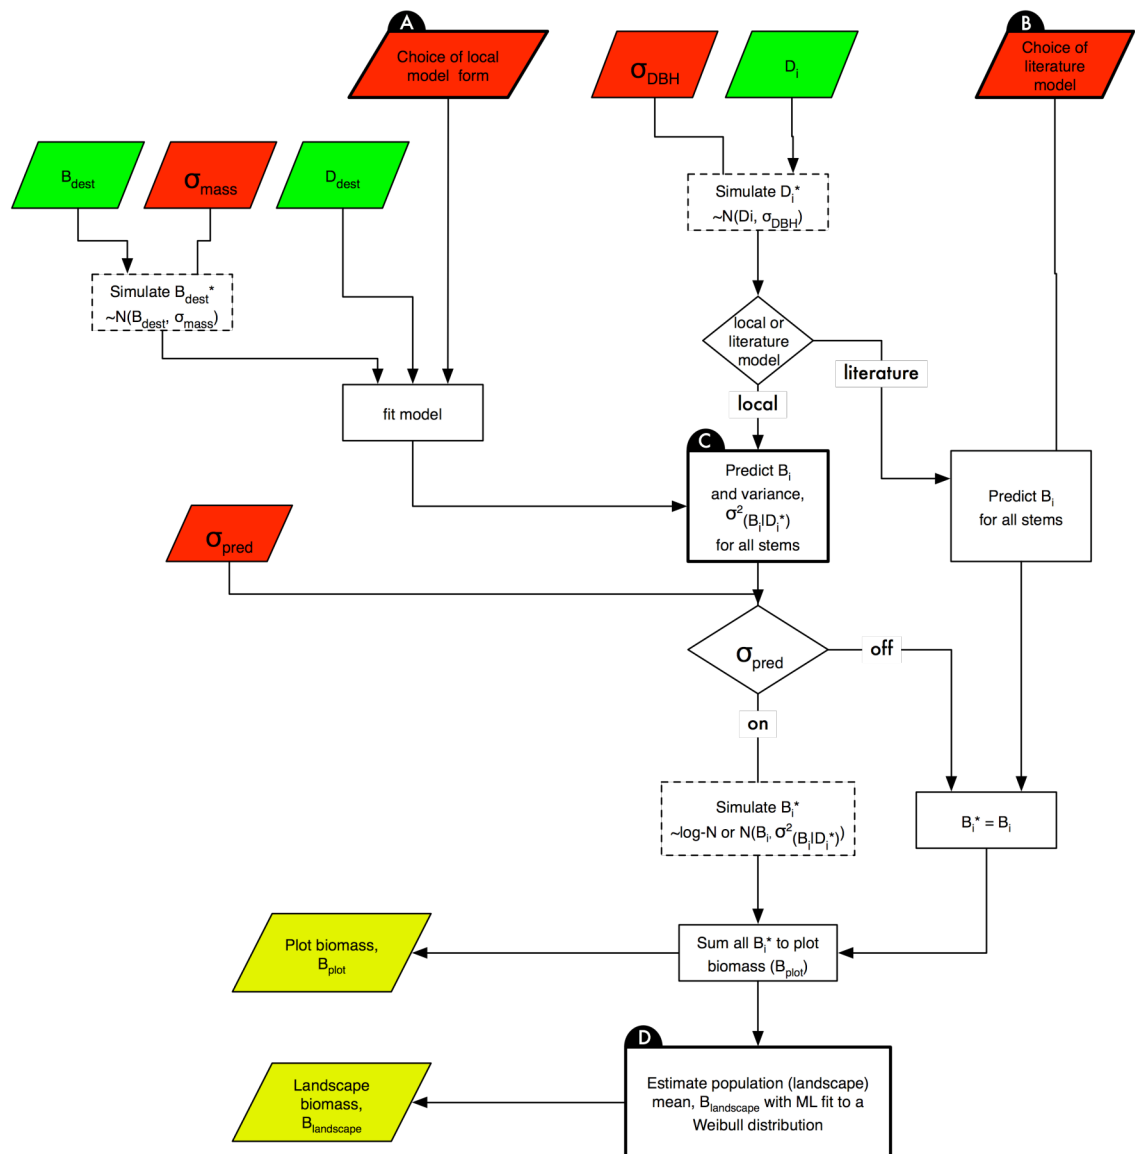 A
Choice of local
model form
σDBH
Di
B
Choice of
literature
model
Bdest
σmass
Ddest
Simulate Di*
~N(Di, σDBH)
Simulate Bdest*
~N(Bdest, σmass)
local or
literature
model
literature
local
fit model
C
Predict Bi
and variance,
σ2(Bi|Di*)
for all stems
Predict Bi
for all stems
σpred
σpred
off
on
Simulate Bi*
~log-N or N(Bi, σ2(Bi|Di*))
Bi* = Bi
Plot biomass,
Bplot
Sum all Bi* to plot
biomass (Bplot)
D
Landscape
biomass,
Blandscape
Estimate population (landscape)
mean, Blandscape with ML fit to a
Weibull distribution